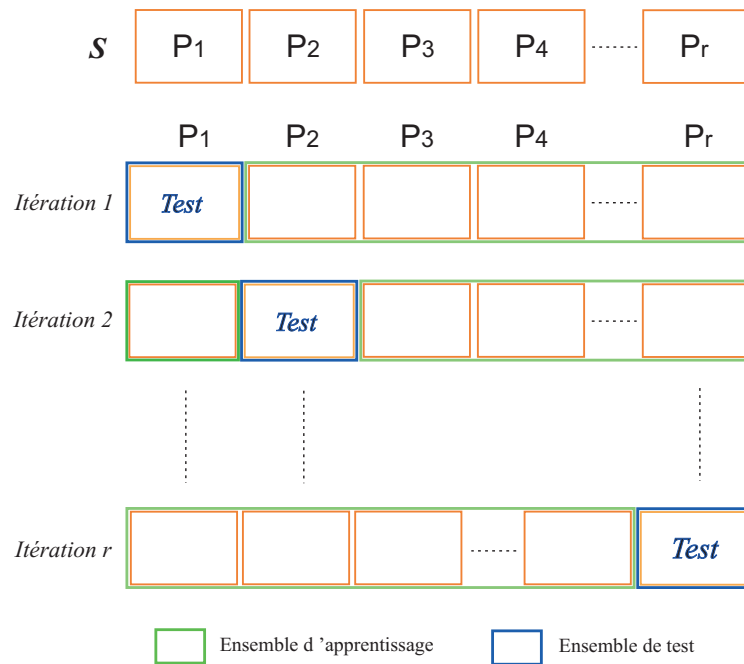 S P1 P2 P3 P4 Pr
P1 P2 P3 P4 Pr
Itération 1 Test
Itération 2 Test
Itération r Test
Ensemble d ’apprentissage Ensemble de test